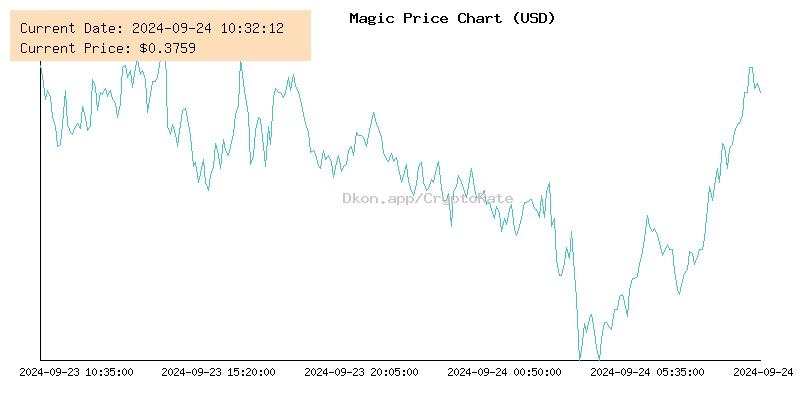 Magic Price Chart (USD)
Current Date: 2024-09-24 10:32:12
Current Price: $0.3759
Dkon.app/CryptoKate
2024-09-23 10:35:00 2024-09-23 15:20:00 2024-09-23 20:05:00 2024-09-24 00:50:00 2024-09-24 05:35:00 2024-09-24